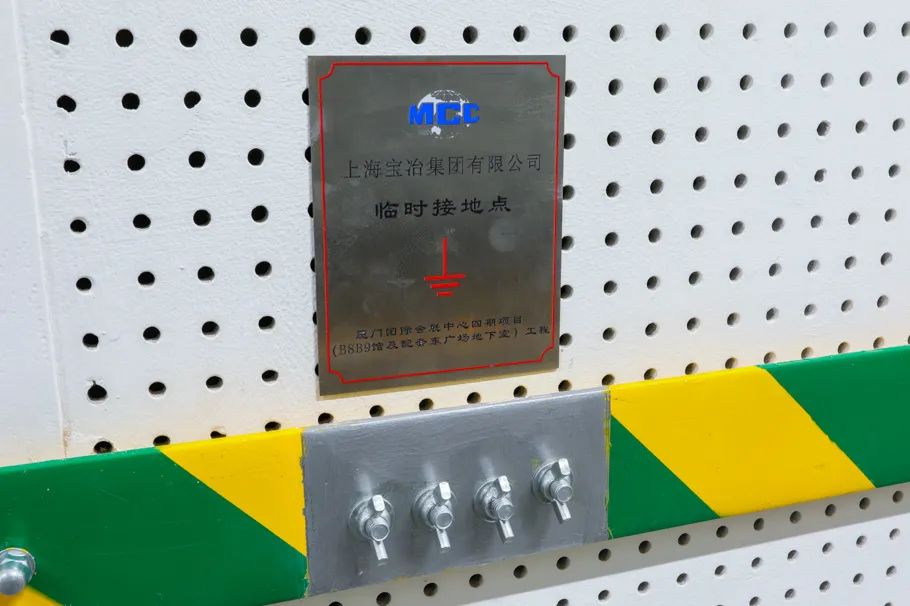 MCC
上海宝冶集团有限公司
临时接地点
厦门国际会展中心四期项目
(B8B9馆及配套东广场地下室)工程